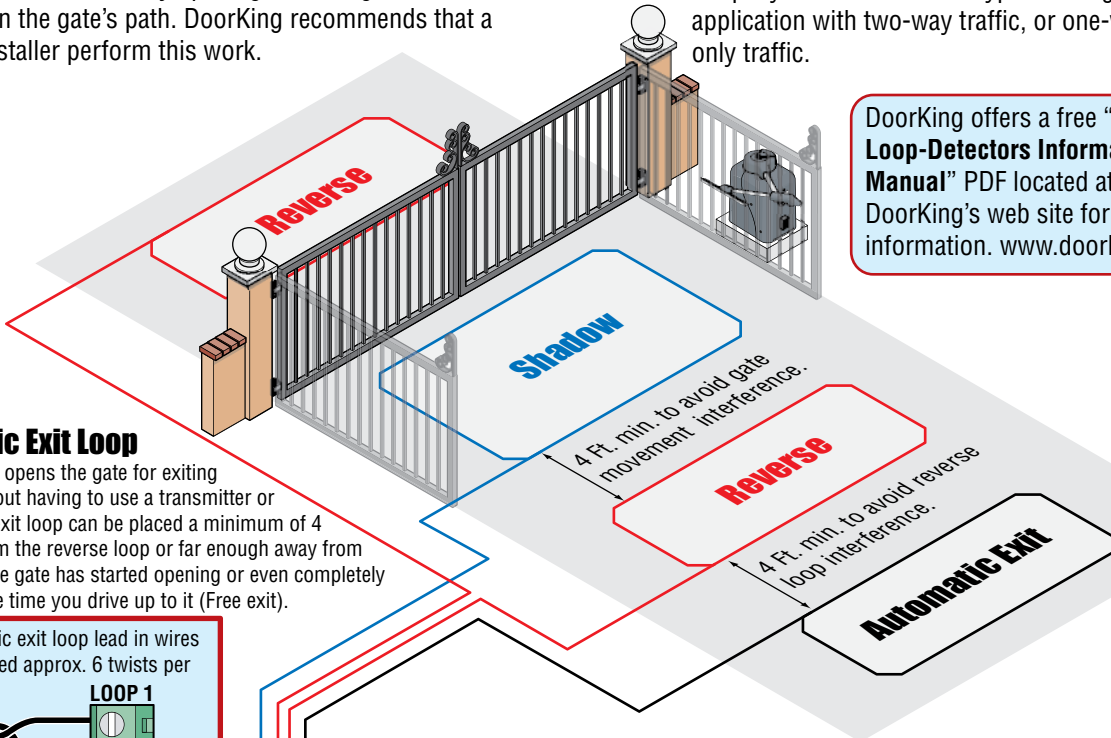 n the gate's path. DoorKing recommends that a
staller perform this work.
application with two-way traffic, or one-
only traffic.
DoorKing offers a free “
Loop-Detectors Informa
Manual” PDF located at
DoorKing's web site for
information. www.door
Reverse
Shadow
4 Ft. min. to avoid gate
movement interference.
Reverse
4 Ft. min. to avoid reverse
loop interference.
Automatic Exit
ic Exit Loop
opens the gate for exiting
out having to use a transmitter or
exit loop can be placed a minimum of 4
m the reverse loop or far enough away from
e gate has started opening or even completely
e time you drive up to it (Free exit).
ic exit loop lead in wires
ed approx. 6 twists per
LOOP 1